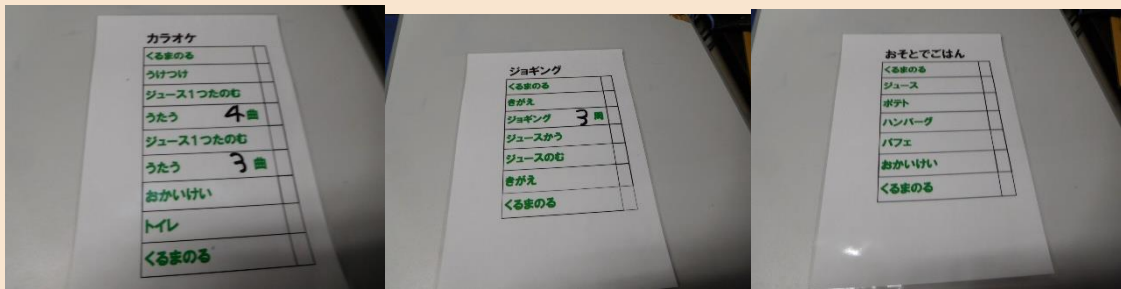 カラオケ
くるまのる
うけつけ
ジュース1つたのむ
うたう 4曲
ジュース1つたのむ
うたう 3曲
おかいけい
トイレ
くるまのる
ジョギング
くるまのる
きがえ
ジョギング 3周
ジュースかう
ジュースのむ
きがえ
くるまのる
おそとでごはん
くるまのる
ジュース
ポテト
ハンバーグ
パフェ
おかいけい
くるまのる